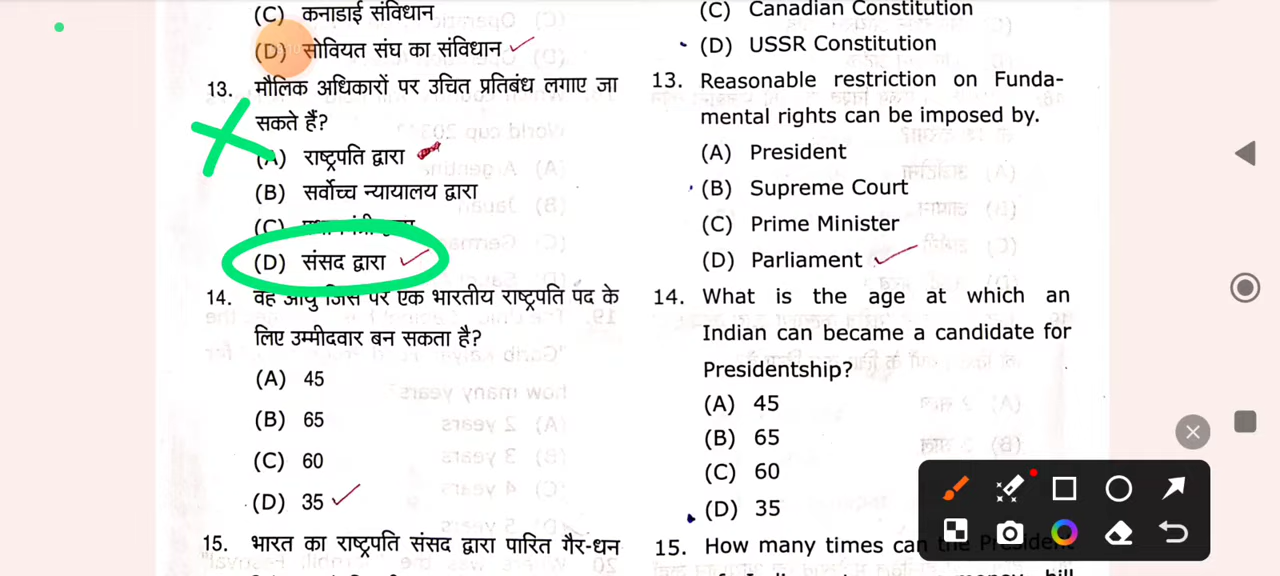 (C) कनाडाई संविधान
(D) सोवियत संघ का संविधान
13. मौलिक अधिकारों पर उचित प्रतिबंध लगाए जा
सकते हैं?
(A) राष्ट्रपति द्वारा
(B) सर्वोच्च न्यायालय द्वारा
(C)
(D) संसद द्वारा
14. वह आयु जिस पर एक भारतीय राष्ट्रपति पद के
लिए उम्मीदवार बन सकता है?
(A) 45
(B) 65
(C) 60
(D) 35
15. भारत का राष्ट्रपति संसद द्वारा पारित गैर-धन
(C) Canadian Constitution
(D) USSR Constitution
13. Reasonable restriction on Funda-
mental rights can be imposed by.
(A) President
(B) Supreme Court
(C) Prime Minister
(D) Parliament
14. What is the age at which an
Indian can became a candidate for
Presidentship?
(A) 45
(B) 65
(C) 60
(D) 35
15. How many times can the President
money bill